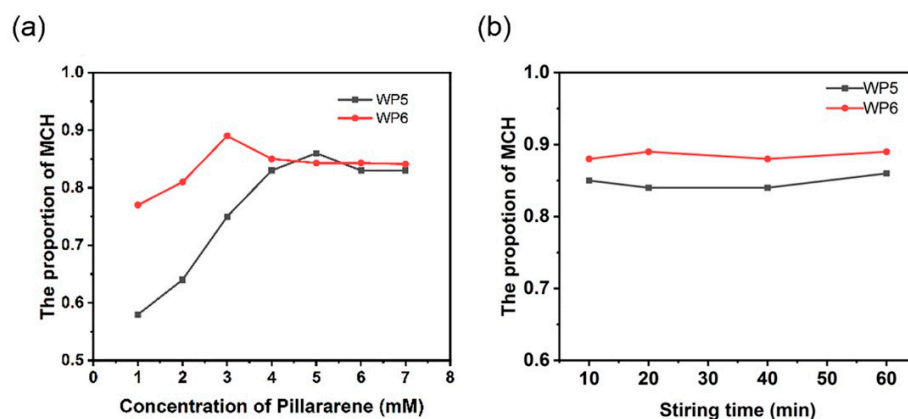 (a)
The proportion of MCH
1.0
0.9
0.8
0.7
0.6
0.5
0 1 2 3 4 5 6 7 8
Concentration of Pillararene (mM)
WP5
WP6
(b)
The propotion of MCH
1.0
0.9
0.8
0.7
0.6
10 20 30 40 50 60
Stiring time (min)
WP5
WP6